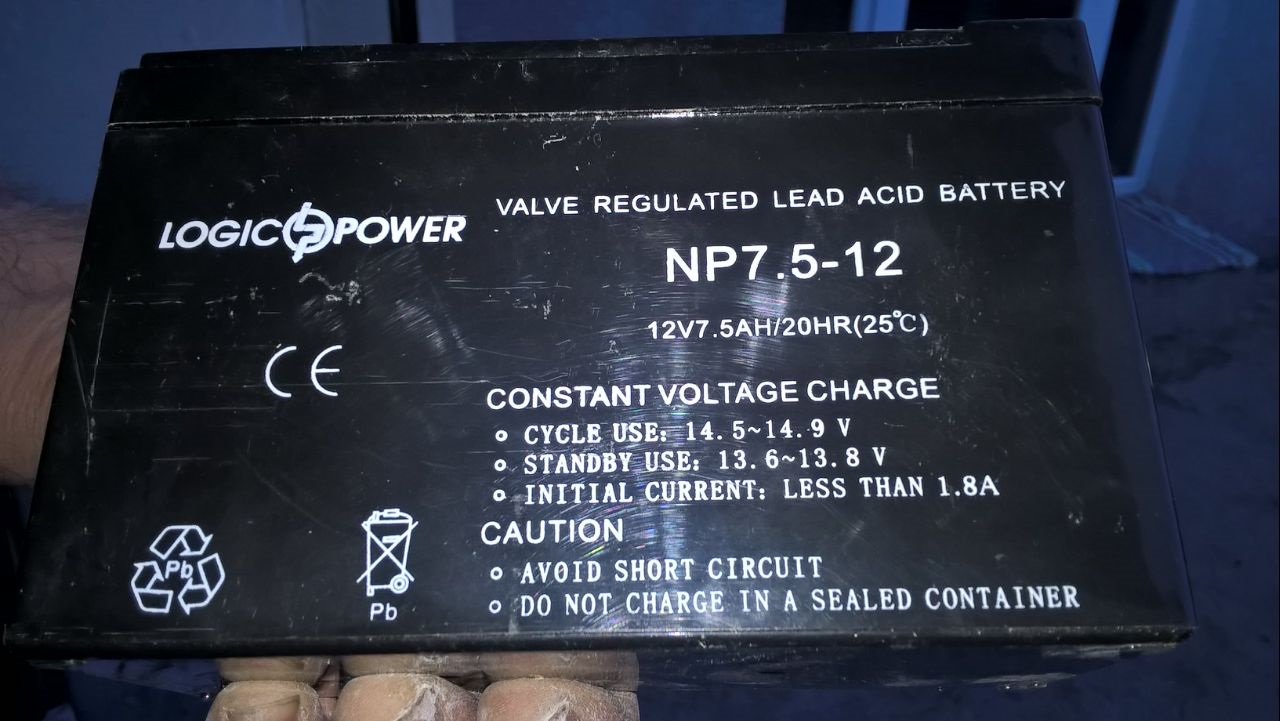 LOGIC POWER
VALVE REGULATED LEAD ACID BATTERY
NP7.5-12
12V7.5AH/20HR(25℃)
CE
CONSTANT VOLTAGE CHARGE
CYCLE USE: 14.5~14.9 V
STANDBY USE: 13.6~13.8 V
INITIAL CURRENT: LESS THAN 1.8A
CAUTION
AVOID SHORT CIRCUIT
DO NOT CHARGE IN A SEALED CONTAINER
Pb
Pb